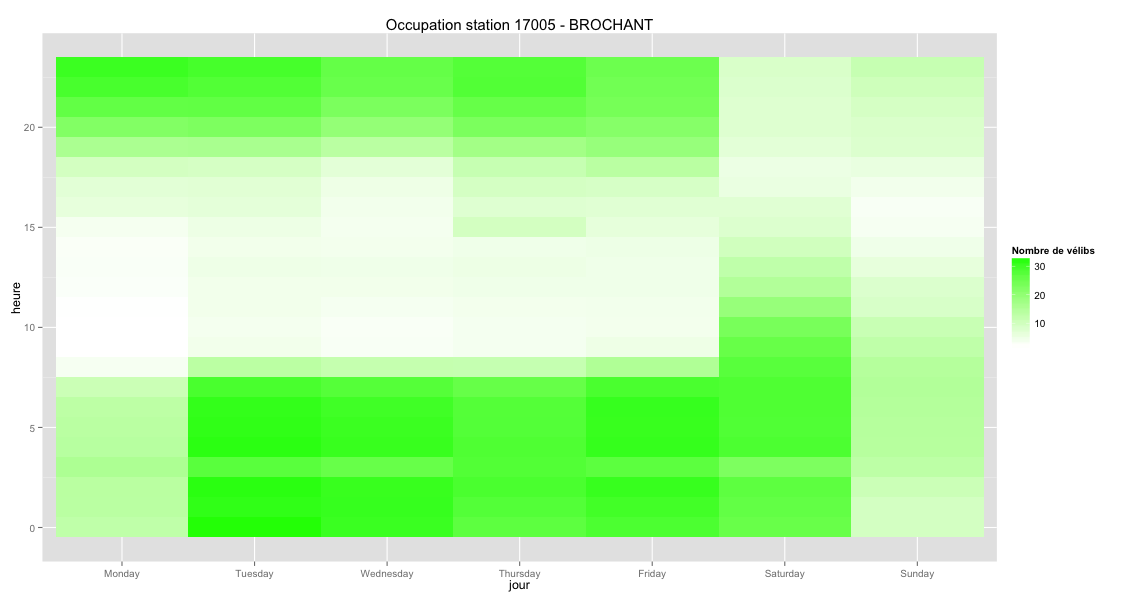 Occupation station 17005 - BROCHANT
heure
20
15
10
5
0
Monday Tuesday Wednesday Thursday Friday Saturday Sunday
jour
Nombre de vélibs
30
20
10